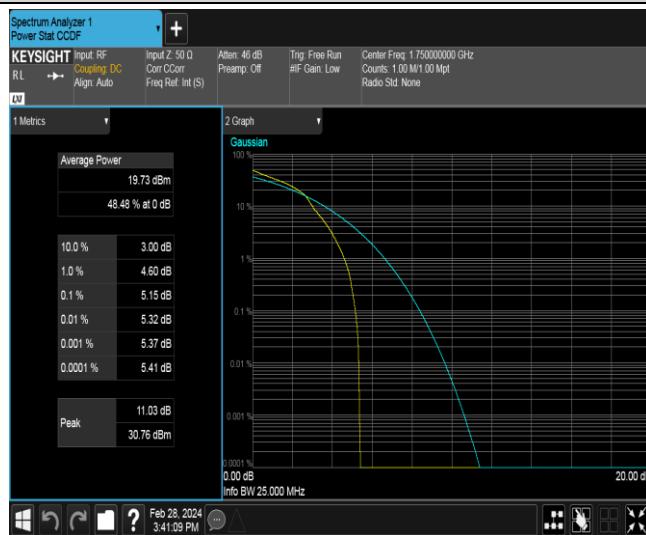 Spectrum Analyzer 1
Power Stat CCDF
KEYSIGHT
RL
LXI
Input: RF
Coupling: DC
Align: Auto
Input Z: 50 Ω
Corr CCorr
Freq Ref: Int (S)
Atten: 46 dB
Preamp: Off
Trig: Free Run
#IF Gain: Low
Center Freq: 1.750000000 GHz
Counts: 1.00 M/1.00 Mpt
Radio Std: None
1 Metrics
Average Power
19.73 dBm
48.48 % at 0 dB
10.0 % 3.00 dB
1.0 % 4.60 dB
0.1 % 5.15 dB
0.01 % 5.32 dB
0.001 % 5.37 dB
0.0001 % 5.41 dB
Peak
11.03 dB
30.76 dBm
2 Graph
Gaussian
100 %
10 %
1 %
0.1 %
0.01 %
0.001 %
0.0001 %
0.00 dB
20.00 d
Info BW 25.000 MHz
?
Feb 28, 2024
3:41:09 PM